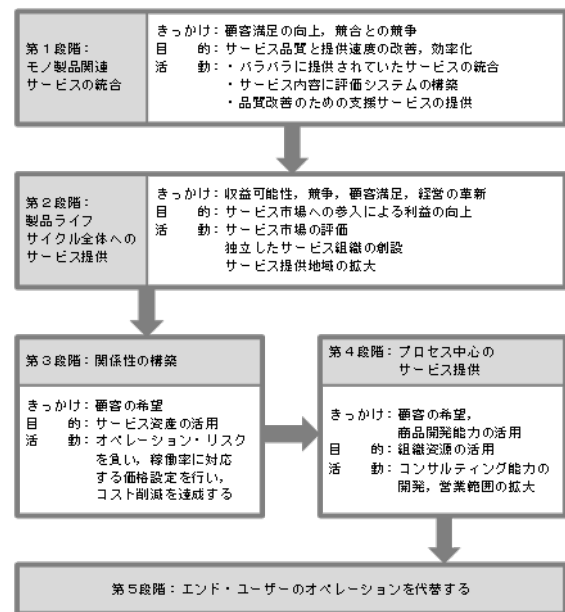 第１段階：
モノ製品関連
サービスの統合
きっかけ：顧客満足の向上，競合との競争
目　　的：サービス品質と提供速度の改善，効率化
活　　動：・バラバラに提供されていたサービスの統合
・サービス内容に評価システムの構築
・品質改善のための支援サービスの提供
第２段階：
製品ライフ
サイクル全体への
サービス提供
きっかけ：収益可能性，競争，顧客満足，経営の革新
目　　的：サービス市場への参入による利益の向上
活　　動：サービス市場の評価
独立したサービス組織の創設
サービス提供地域の拡大
第３段階：関係性の構築
きっかけ：顧客の希望
目　　的：サービス資産の活用
活　　動：オペレーション・リスク
を負い，稼働率に対応
する価格設定を行い，
コスト削減を達成する
第４段階：プロセス中心の
サービス提供
きっかけ：顧客の希望，
商品開発能力の活用
目　　的：組織資源の活用
活　　動：コンサルティング能力の
開発，営業範囲の拡大
第５段階：エンド・ユーザーのオペレーションを代替する